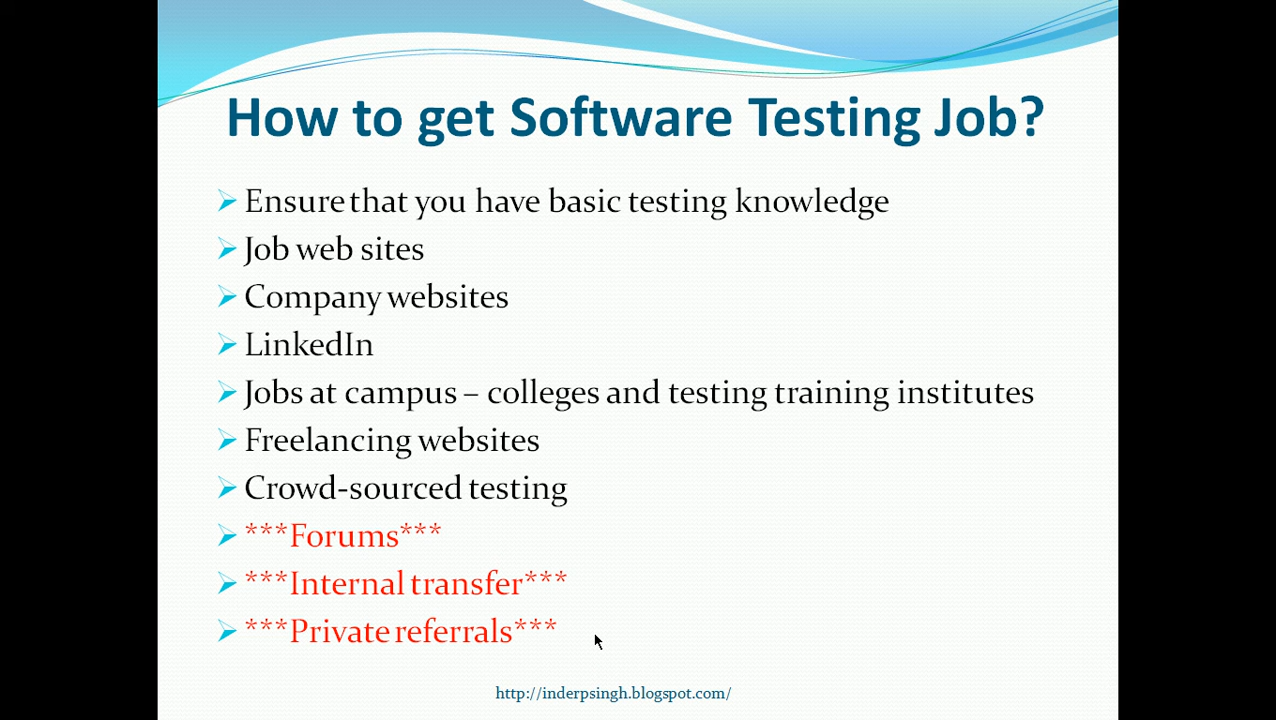 How to get Software Testing Job?
Ensure that you have basic testing knowledge
Job web sites
Company websites
LinkedIn
Jobs at campus – colleges and testing training institutes
Freelancing websites
Crowd-sourced testing
***Forums***
***Internal transfer***
***Private referrals***
http://inderpsingh.blogspot.com/